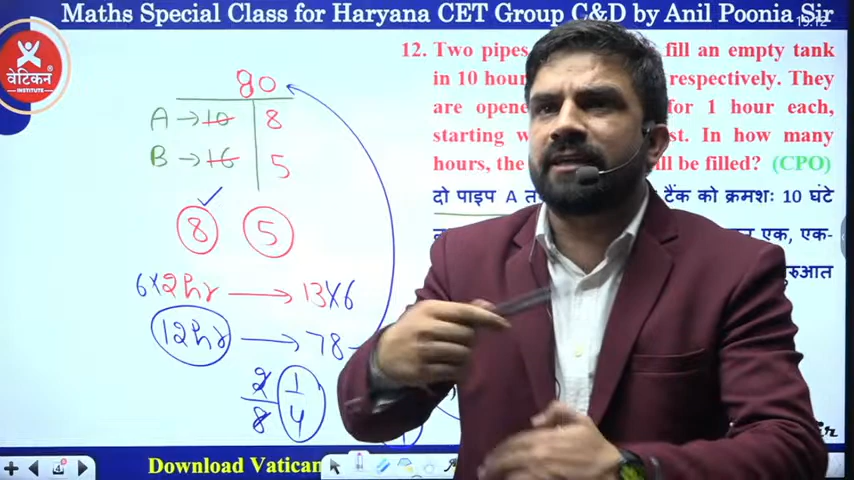 Maths Special Class for Haryana CET Group C&D by Anil Poonia Sir
19:12
वेटिकन
INSTITUTE
12. Two pipes fill an empty tank
in 10 hour respectively. They
are opene for 1 hour each,
starting w st. In how many
hours, the ll be filled? (CPO)
दो पाइप A त टैंक को क्रमशः 10 घंटे
एक, एक-
80
A → 10 8
B → 16 5
8 5
6×2hr → 13×6
12hr → 78
2 1
8 4
Download Vatican